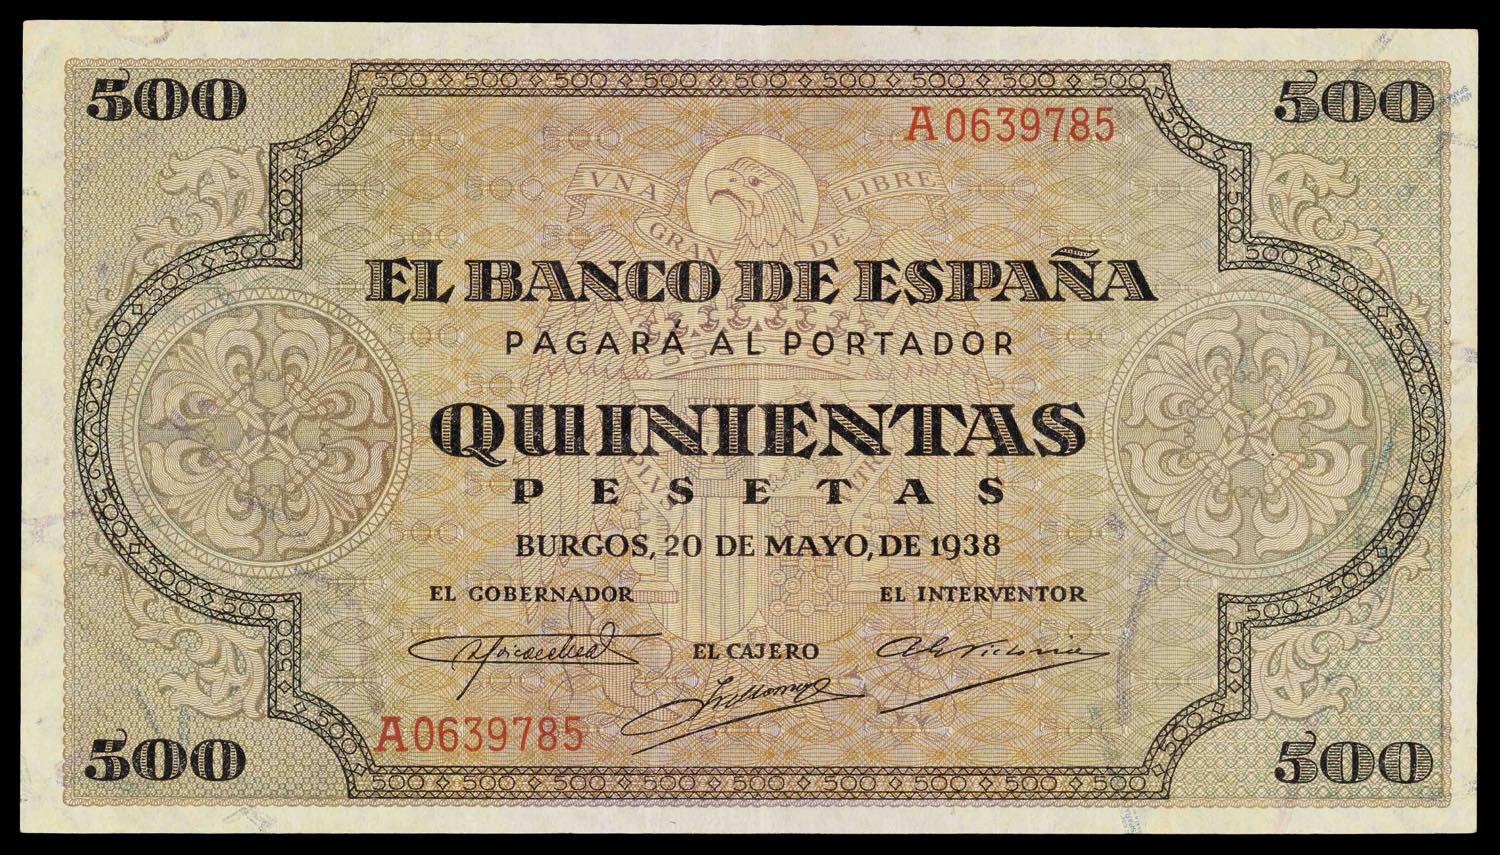 500
500
A0639785
VNA GRANDE LIBRE
EL BANCO DE ESPAÑA
PAGARÁ AL PORTADOR
QUINIENTAS
PESETAS
BURGOS, 20 DE MAYO, DE 1938
EL GOBERNADOR
EL INTERVENTOR
EL CAJERO
A0639785
500
500